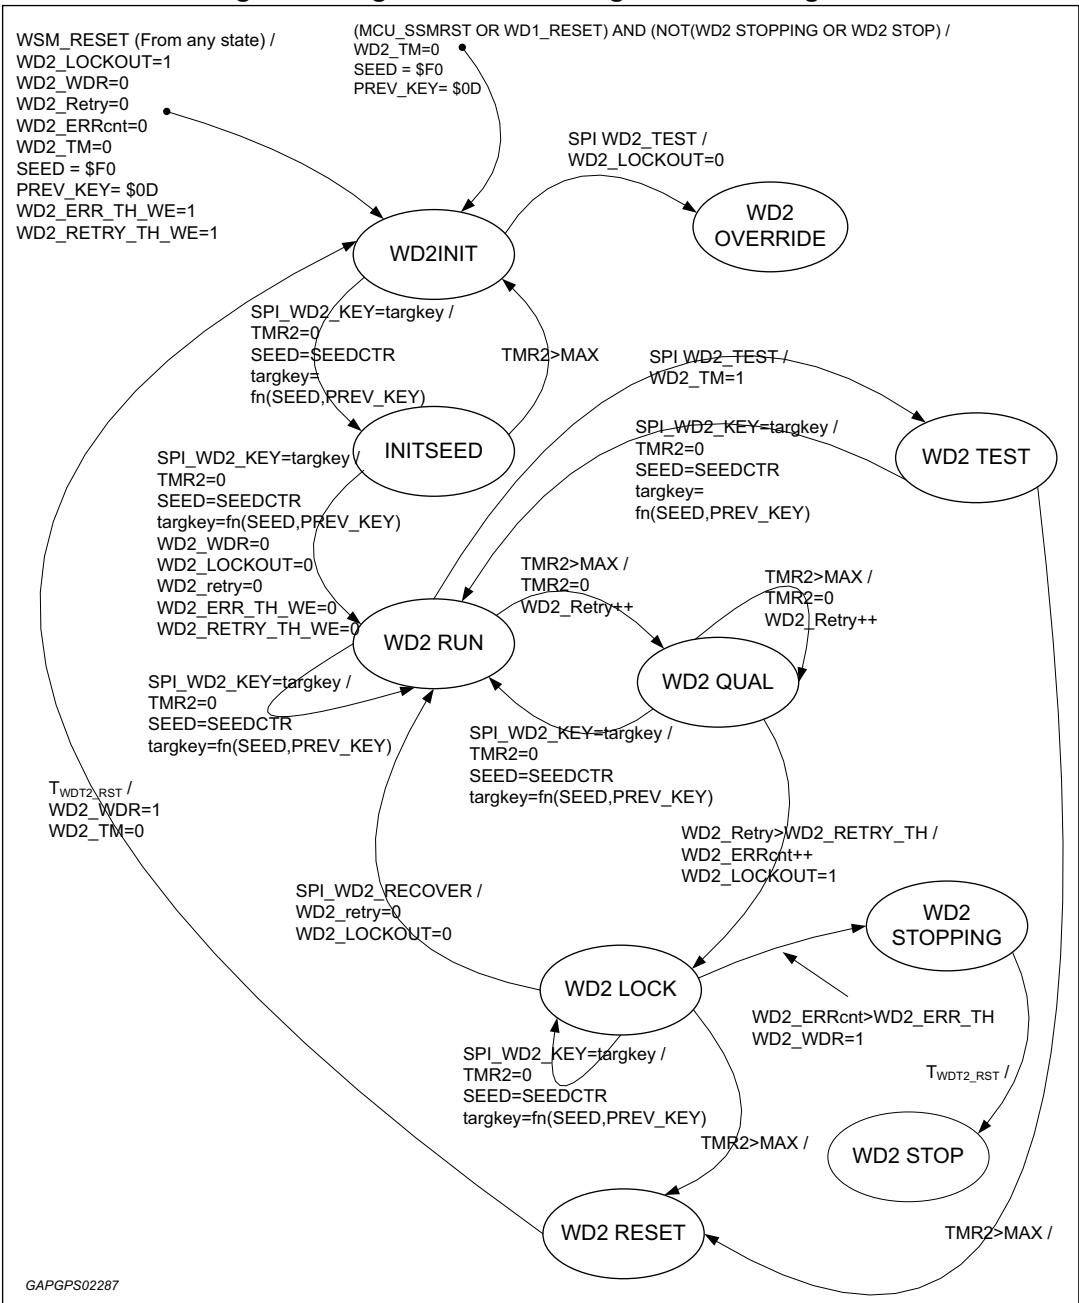 WSM_RESET (From any state) /
WD2_LOCKOUT=1
WD2_WDR=0
WD2_Retry=0
WD2_ERRcnt=0
WD2_TM=0
SEED = $F0
PREV_KEY= $0D
WD2_ERR_TH_WE=1
WD2_RETRY_TH_WE=1
(MCU_SSMRST OR WD1_RESET) AND (NOT(WD2 STOPPING OR WD2 STOP) /
WD2_TM=0
SEED = $F0
PREV_KEY= $0D
SPI WD2_TEST /
WD2_LOCKOUT=0
WD2
OVERRIDE
WD2INIT
SPI_WD2_KEY=targkey /
TMR2=0
SEED=SEEDCTR
targkey=
fn(SEED,PREV_KEY)
TMR2>MAX
SPI WD2_TEST /
WD2_TM=1
INITSEED
SPI_WD2_KEY=targkey /
TMR2=0
SEED=SEEDCTR
targkey=
fn(SEED,PREV_KEY)
WD2 TEST
SPI_WD2_KEY=targkey /
TMR2=0
SEED=SEEDCTR
targkey=fn(SEED,PREV_KEY)
WD2_WDR=0
WD2_LOCKOUT=0
WD2_retry=0
WD2_ERR_TH_WE=0
WD2_RETRY_TH_WE=0
TMR2>MAX /
TMR2=0
WD2_Retry++
TMR2>MAX /
TMR2=0
WD2_Retry++
WD2 RUN
WD2 QUAL
SPI_WD2_KEY=targkey /
TMR2=0
SEED=SEEDCTR
targkey=fn(SEED,PREV_KEY)
SPI_WD2_KEY=targkey /
TMR2=0
SEED=SEEDCTR
targkey=fn(SEED,PREV_KEY)
TWDT2_RST /
WD2_WDR=1
WD2_TM=0
WD2_Retry>WD2_RETRY_TH /
WD2_ERRcnt++
WD2_LOCKOUT=1
SPI_WD2_RECOVER /
WD2_retry=0
WD2_LOCKOUT=0
WD2
STOPPING
WD2 LOCK
WD2_ERRcnt>WD2_ERR_TH
WD2_WDR=1
SPI_WD2_KEY=targkey /
TMR2=0
SEED=SEEDCTR
targkey=fn(SEED,PREV_KEY)
TWDT2_RST /
TMR2>MAX /
WD2 STOP
WD2 RESET
TMR2>MAX /
GAPGPS02287